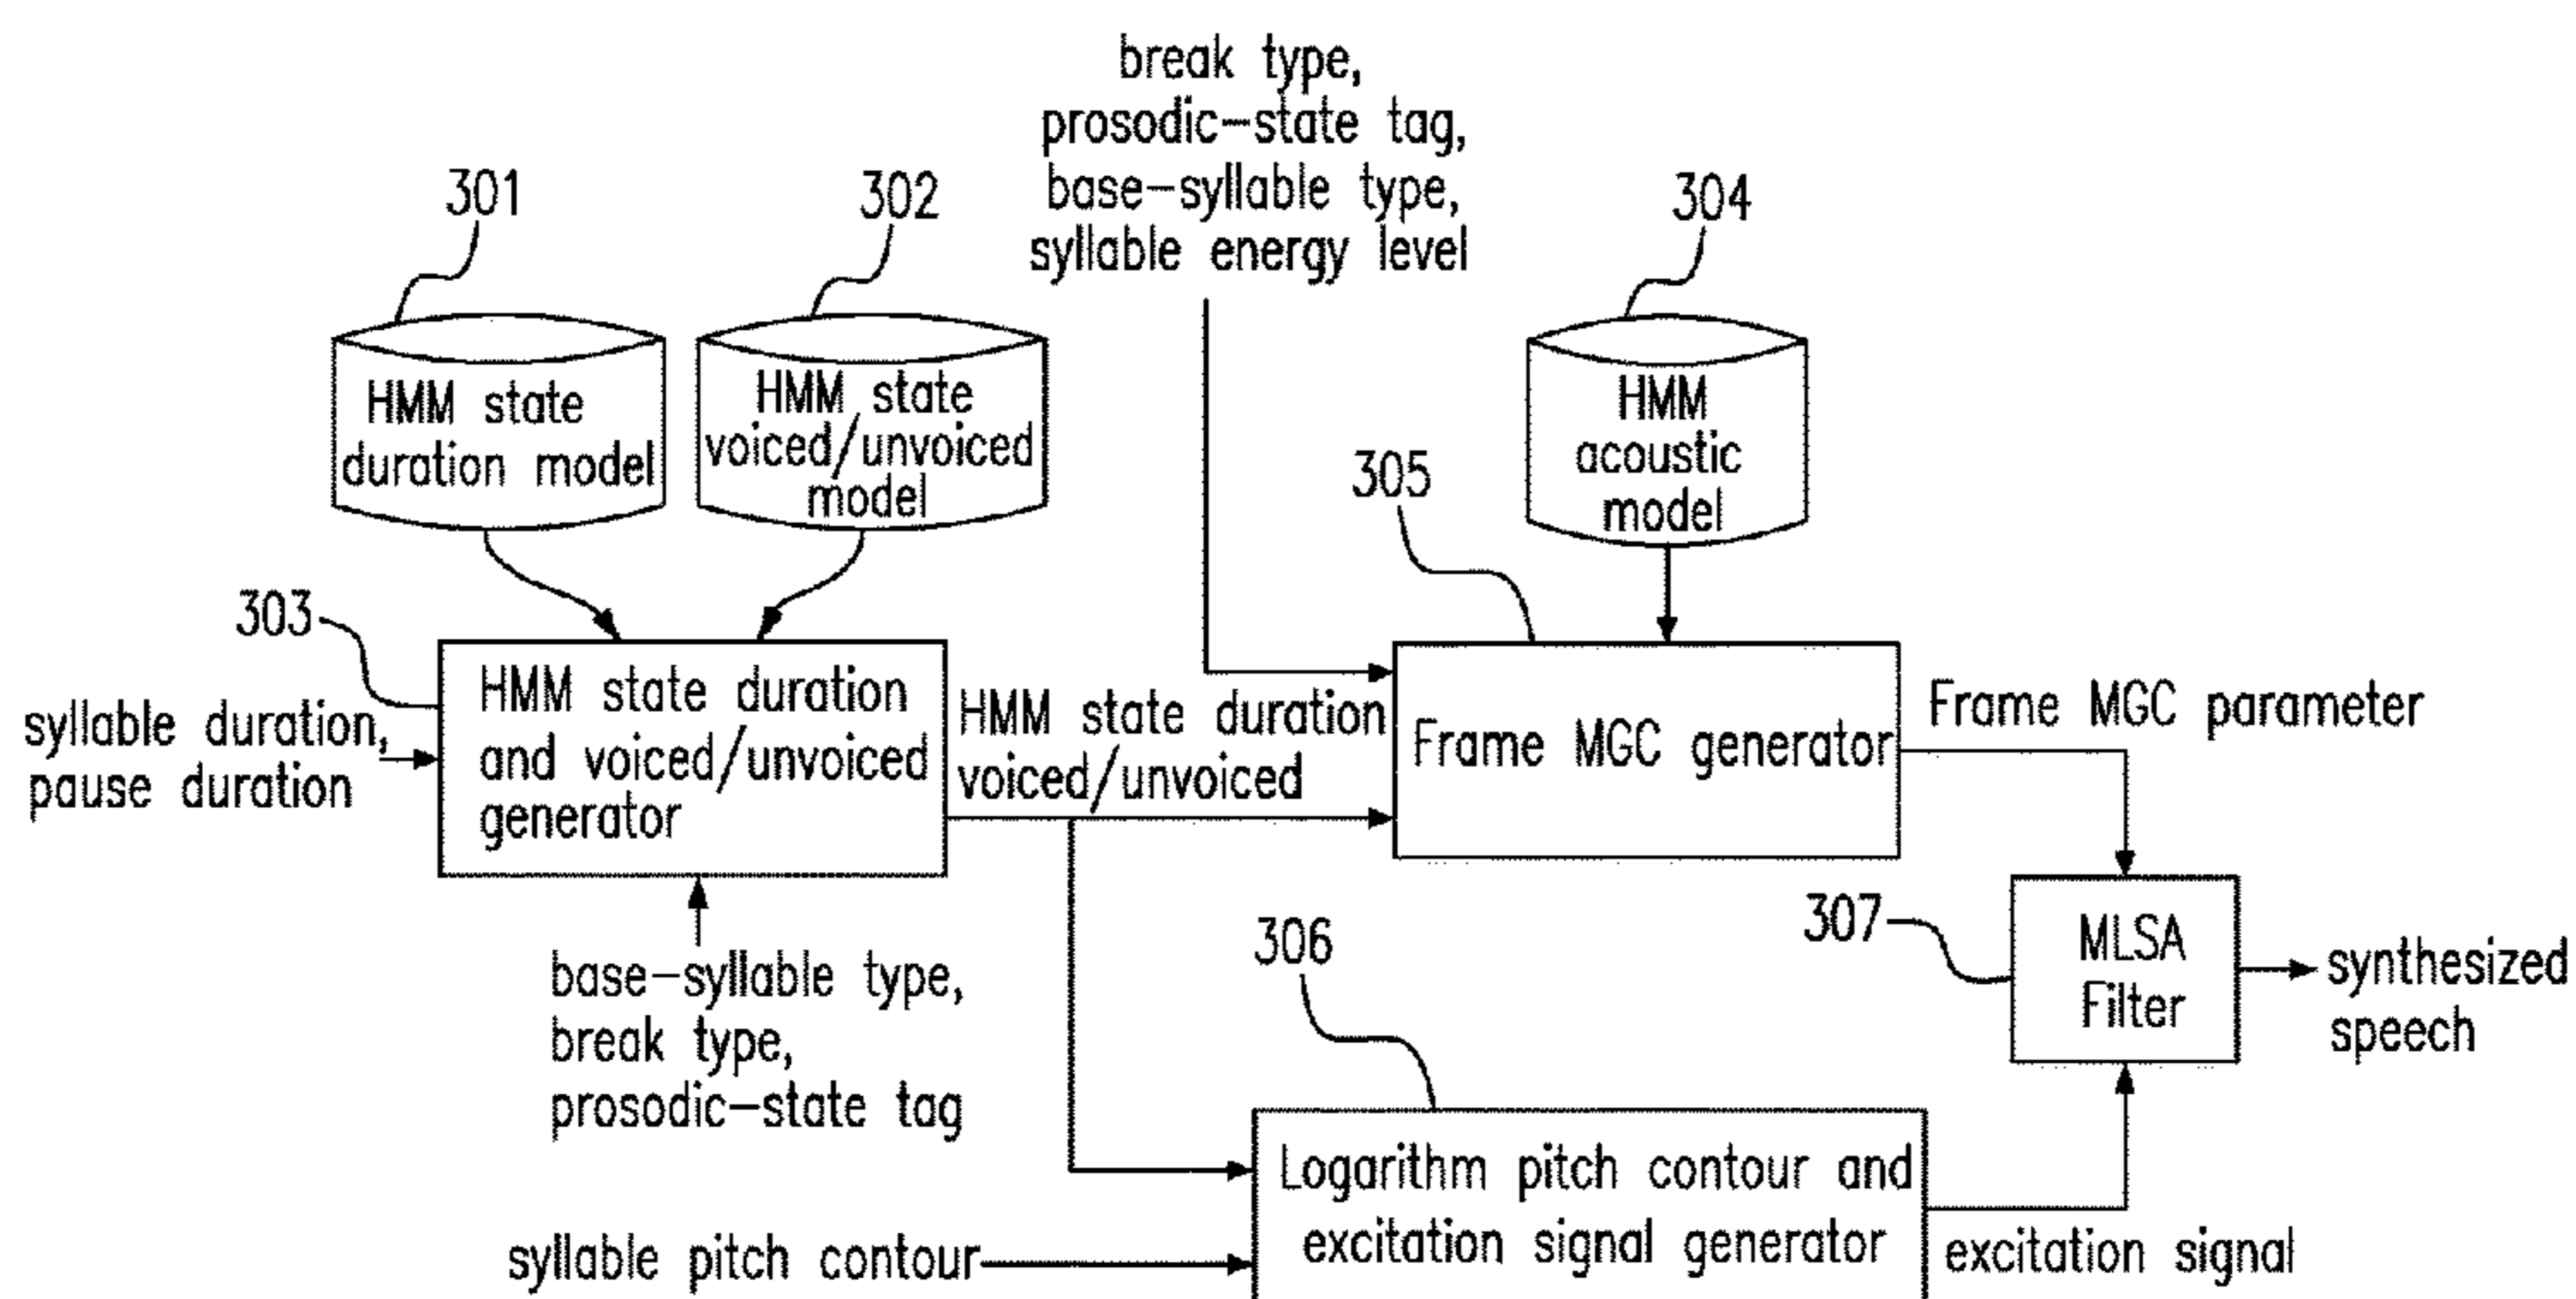 break type,
prosodic-state tag,
base-syllable type,
syllable energy level
301
302
304
HMM state
duration model
HMM state
voiced/unvoiced
model
HMM
acoustic
model
305
303
syllable duration,
pause duration
HMM state duration
and voiced/unvoiced
generator
HMM state duration
voiced/unvoiced
Frame MGC generator
Frame MGC parameter
base-syllable type,
break type,
prosodic-state tag
306
307
MLSA
Filter
synthesized
speech
Logarithm pitch contour and
excitation signal generator
syllable pitch contour
excitation signal